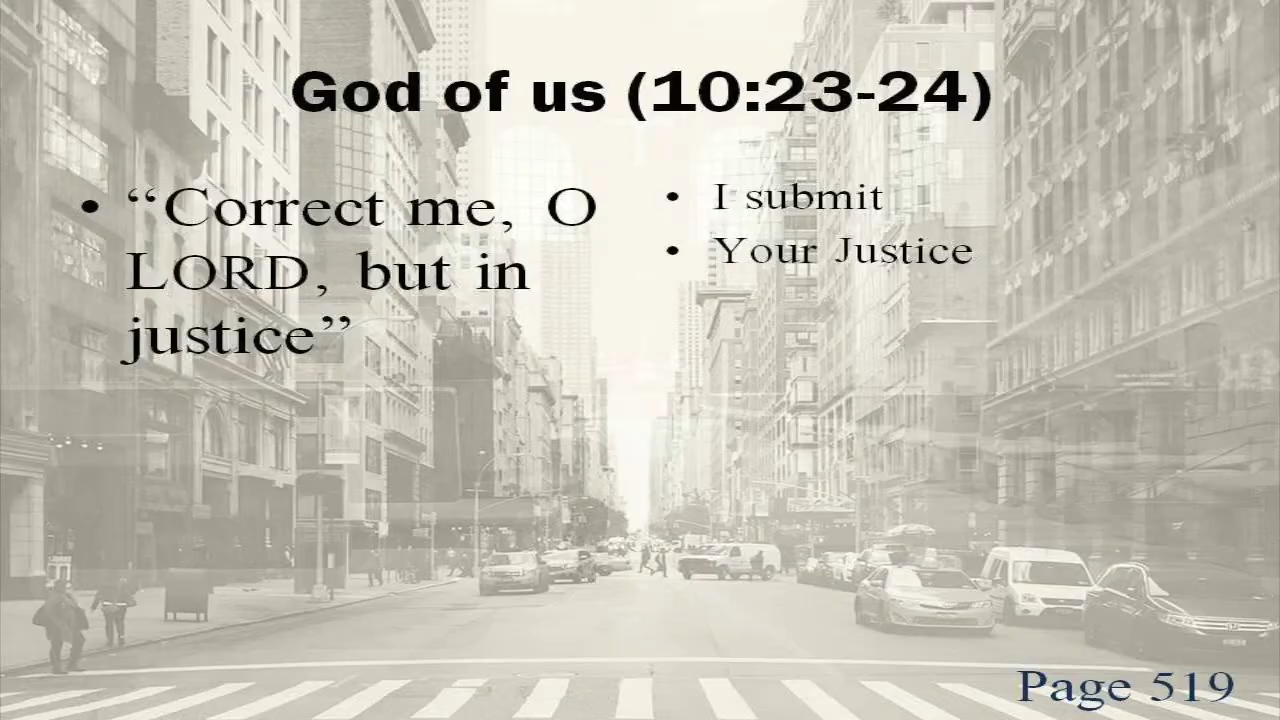 God of us (10:23-24)
• “Correct me, O
LORD, but in
justice”
• I submit
• Your Justice
Page 519